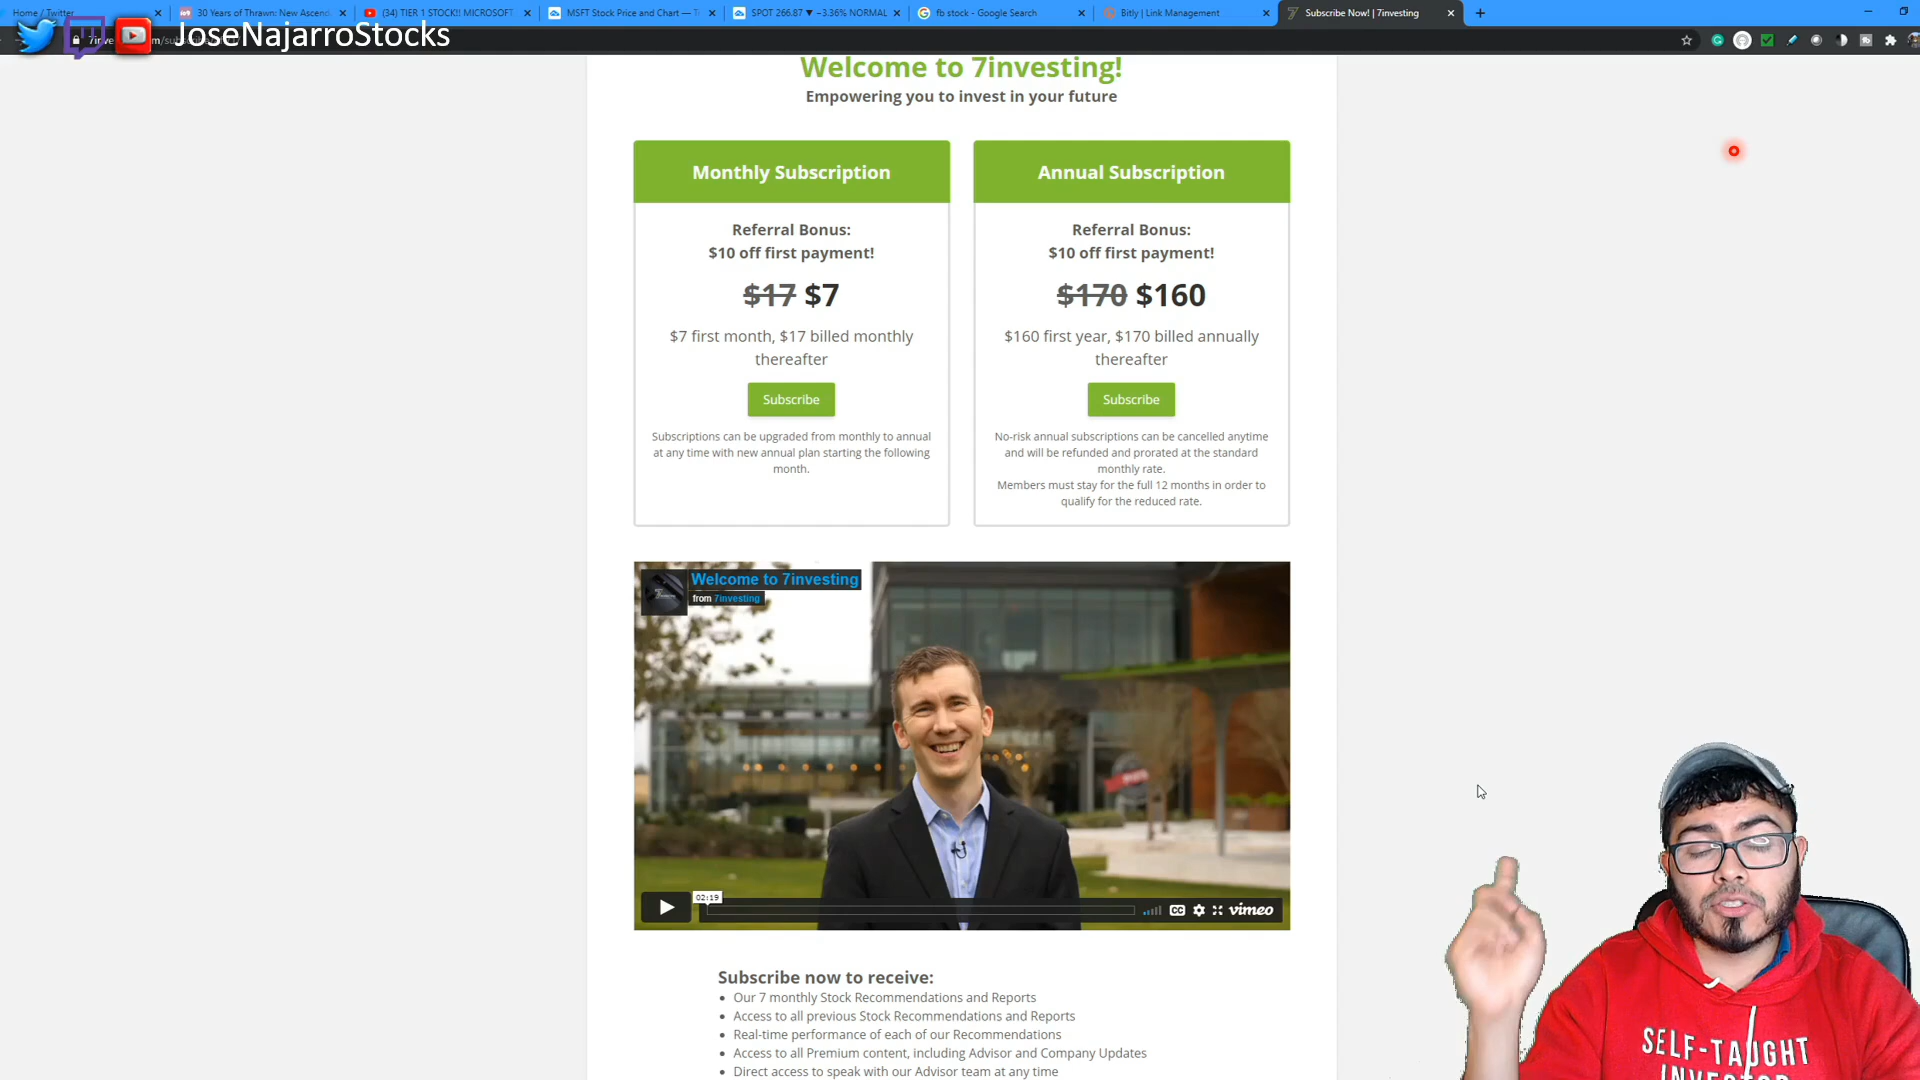 Home / Twitter
30 Years of Thrawn: New Ascend
(34) TIER 1 STOCK!! MICROSOFT
MSFT Stock Price and Chart —
SPOT 266.87 ▼ −3.36% NORMAL
fb stock - Google Search
Bitly | Link Management
Subscribe Now! | 7investing
JoseNajarroStocks
Welcome to 7investing!
Empowering you to invest in your future
Monthly Subscription
Referral Bonus:
$10 off first payment!
$17 $7
$7 first month, $17 billed monthly
thereafter
Subscribe
Subscriptions can be upgraded from monthly to annual
at any time with new annual plan starting the following
month.
Annual Subscription
Referral Bonus:
$10 off first payment!
$170 $160
$160 first year, $170 billed annually
thereafter
Subscribe
No-risk annual subscriptions can be cancelled anytime
and will be refunded and prorated at the standard
monthly rate.
Members must stay for the full 12 months in order to
qualify for the reduced rate.
Welcome to 7investing
from 7investing
02:19
CC
vimeo
Subscribe now to receive:
• Our 7 monthly Stock Recommendations and Reports
• Access to all previous Stock Recommendations and Reports
• Real-time performance of each of our Recommendations
• Access to all Premium content, including Advisor and Company Updates
• Direct access to speak with our Advisor team at any time
SELF-TAUGHT
INVESTOR